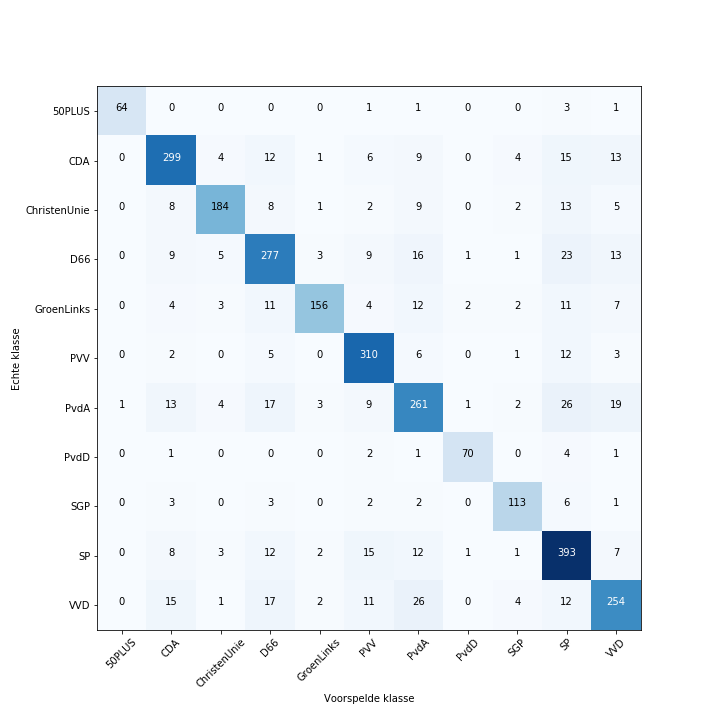 50PLUS 64 0 0 0 0 1 1 0 0 3 1
CDA 0 299 4 12 1 6 9 0 4 15 13
ChristenUnie 0 8 184 8 1 2 9 0 2 13 5
D66 0 9 5 277 3 9 16 1 1 23 13
GroenLinks 0 4 3 11 156 4 12 2 2 11 7
PVV 0 2 0 5 0 310 6 0 1 12 3
PvdA 1 13 4 17 3 9 261 1 2 26 19
PvdD 0 1 0 0 0 2 1 70 0 4 1
SGP 0 3 0 3 0 2 2 0 113 6 1
SP 0 8 3 12 2 15 12 1 1 393 7
VVD 0 15 1 17 2 11 26 0 4 12 254
Echte klasse
50PLUS CDA ChristenUnie D66 GroenLinks PVV PvdA PvdD SGP SP VVD
Voorspelde klasse